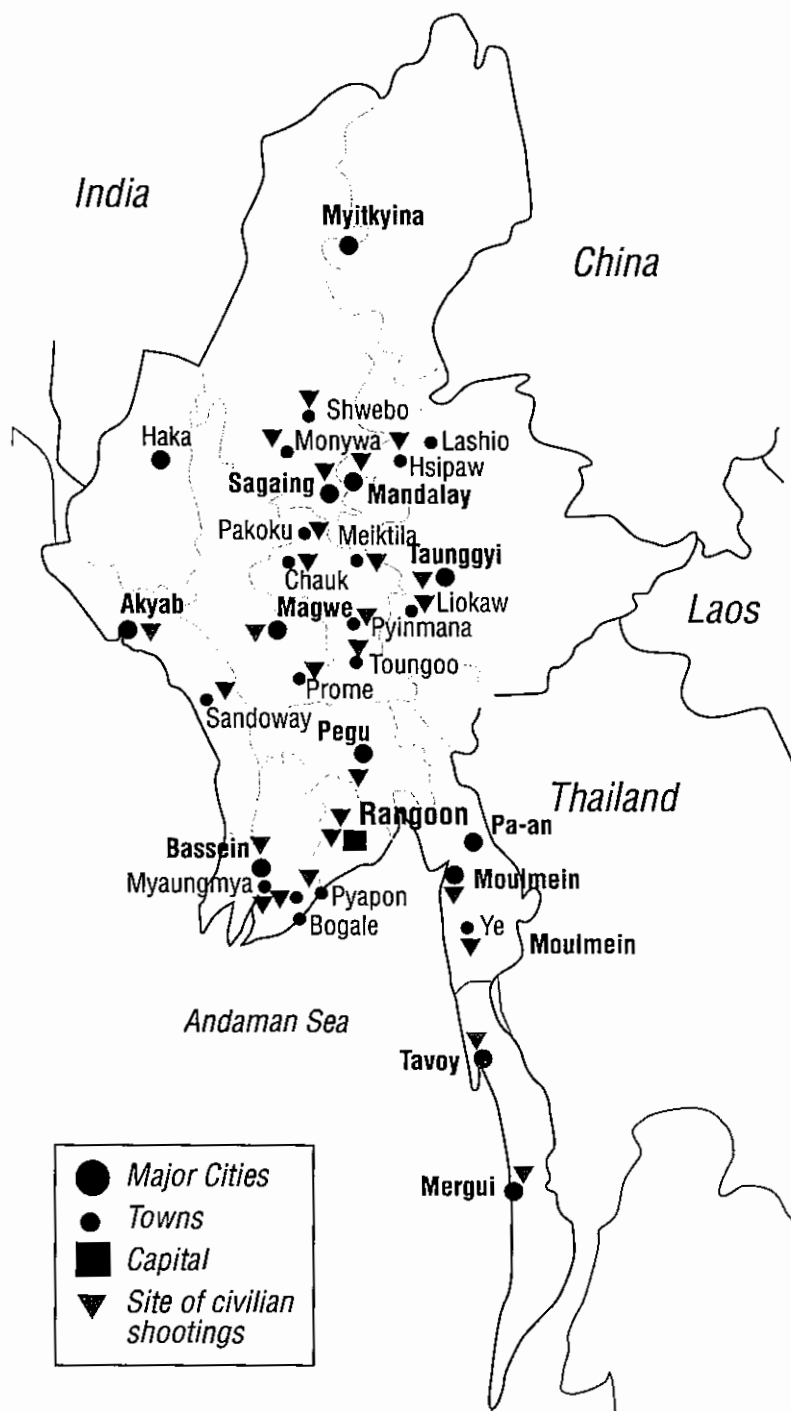 India
Myitkyina
China
Shwebo
Haka
Monywa
Lashio
Hsipaw
Sagaing
Mandalay
Pakoku
Meiktila
Taunggyi
Chauk
Liokaw
Akyab
Magwe
Pyinmana
Laos
Toungoo
Prome
Sandoway
Pegu
Thailand
Rangoon
Pa-an
Bassein
Moulmein
Myaungmya
Pyapon
Bogale
Ye
Moulmein
Andaman Sea
Tavoy
Mergui
Major Cities
Towns
Capital
Site of civilian
shootings